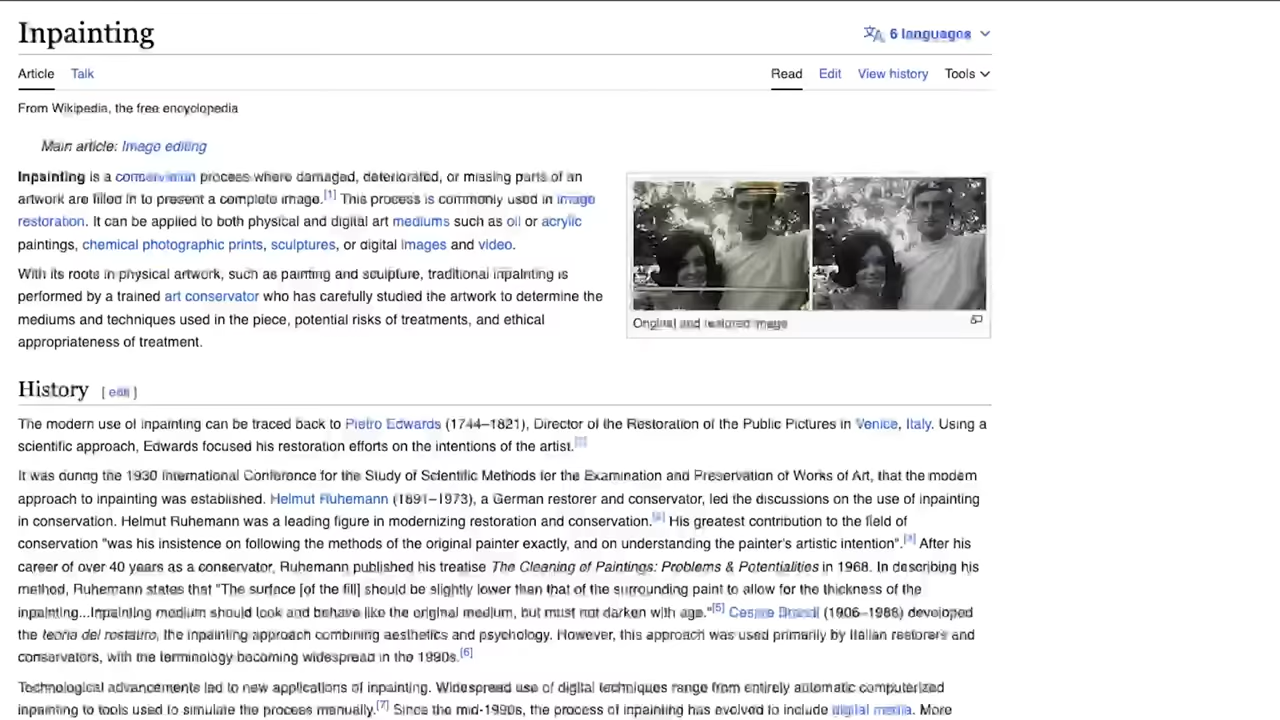 Inpainting
6 languages
Article Talk
Read Edit View history Tools
From Wikipedia, the free encyclopedia
Main article: Image editing
Inpainting is a conservation process where damaged, deteriorated, or missing parts of an
artwork are filled in to present a complete image.[1] This process is commonly used in image
restoration. It can be applied to both physical and digital art mediums such as oil or acrylic
paintings, chemical photographic prints, sculptures, or digital images and video.
With its roots in physical artwork, such as painting and sculpture, traditional inpainting is
performed by a trained art conservator who has carefully studied the artwork to determine the
mediums and techniques used in the piece, potential risks of treatments, and ethical
appropriateness of treatment.
Original and restored image
History [ edit ]
The modern use of inpainting can be traced back to Pietro Edwards (1744–1821), Director of the Restoration of the Public Pictures in Venice, Italy. Using a
scientific approach, Edwards focused his restoration efforts on the intentions of the artist.
It was during the 1930 International Conference for the Study of Scientific Methods for the Examination and Preservation of Works of Art, that the modern
approach to inpainting was established. Helmut Ruhemann (1891–1973), a German restorer and conservator, led the discussions on the use of inpainting
in conservation. Helmut Ruhemann was a leading figure in modernizing restoration and conservation. His greatest contribution to the field of
conservation "was his insistence on following the methods of the original painter exactly, and on understanding the painter's artistic intention". After his
career of over 40 years as a conservator, Ruhemann published his treatise The Cleaning of Paintings: Problems & Potentialities in 1968. In describing his
method, Ruhemann states that "The surface [of the fill] should be slightly lower than that of the surrounding paint to allow for the thickness of the
inpainting...Inpainting medium should look and behave like the original medium, but must not darken with age."[5] Cesare Brandi (1906–1988) developed
the teoria del restauro, the inpainting approach combining aesthetics and psychology. However, this approach was used primarily by Italian restorers and
conservators, with the terminology becoming widespread in the 1990s.[6]
Technological advancements led to new applications of inpainting. Widespread use of digital techniques range from entirely automatic computerized
inpainting to tools used to simulate the process manually.[7] Since the mid-1990s, the process of inpainting has evolved to include digital media. More